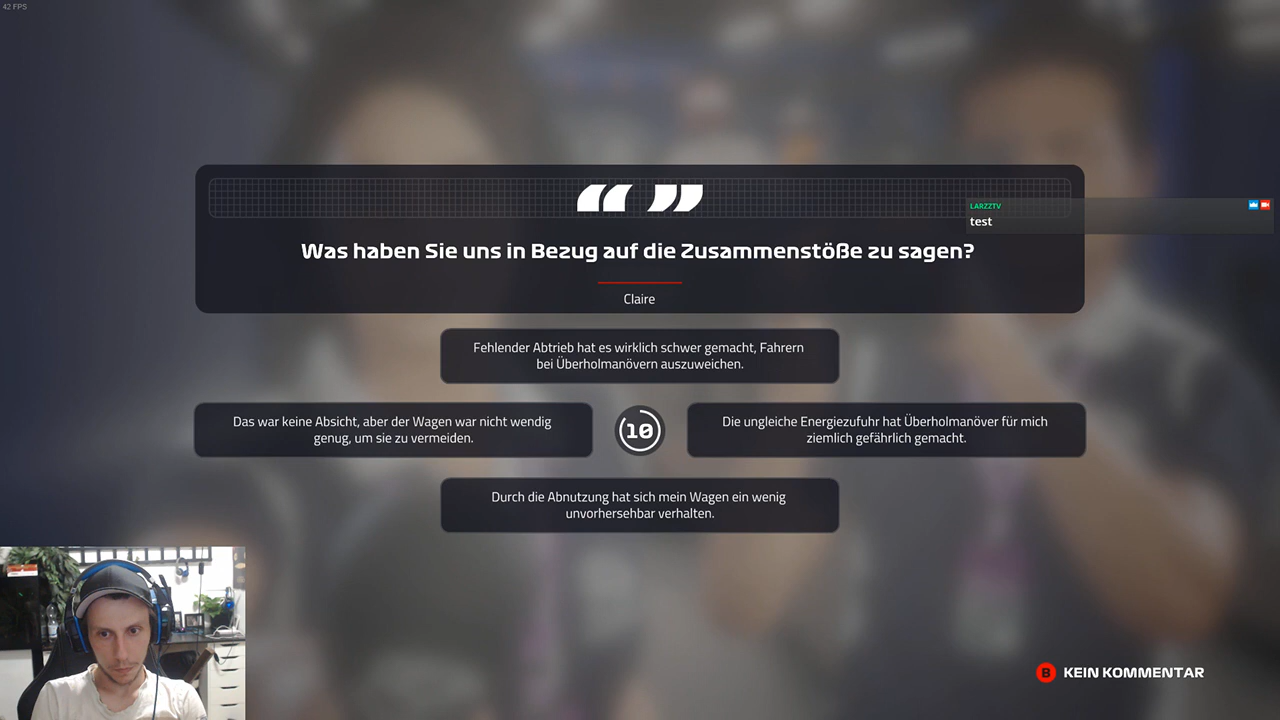 42 FPS
LARZZTV
test
Was haben Sie uns in Bezug auf die Zusammenstöße zu sagen?
Claire
Fehlender Abtrieb hat es wirklich schwer gemacht, Fahrern
bei Überholmanövern auszuweichen.
Das war keine Absicht, aber der Wagen war nicht wendig
genug, um sie zu vermeiden.
10
Die ungleiche Energiezufuhr hat Überholmanöver für mich
ziemlich gefährlich gemacht.
Durch die Abnutzung hat sich mein Wagen ein wenig
unvorhersehbar verhalten.
B KEIN KOMMENTAR